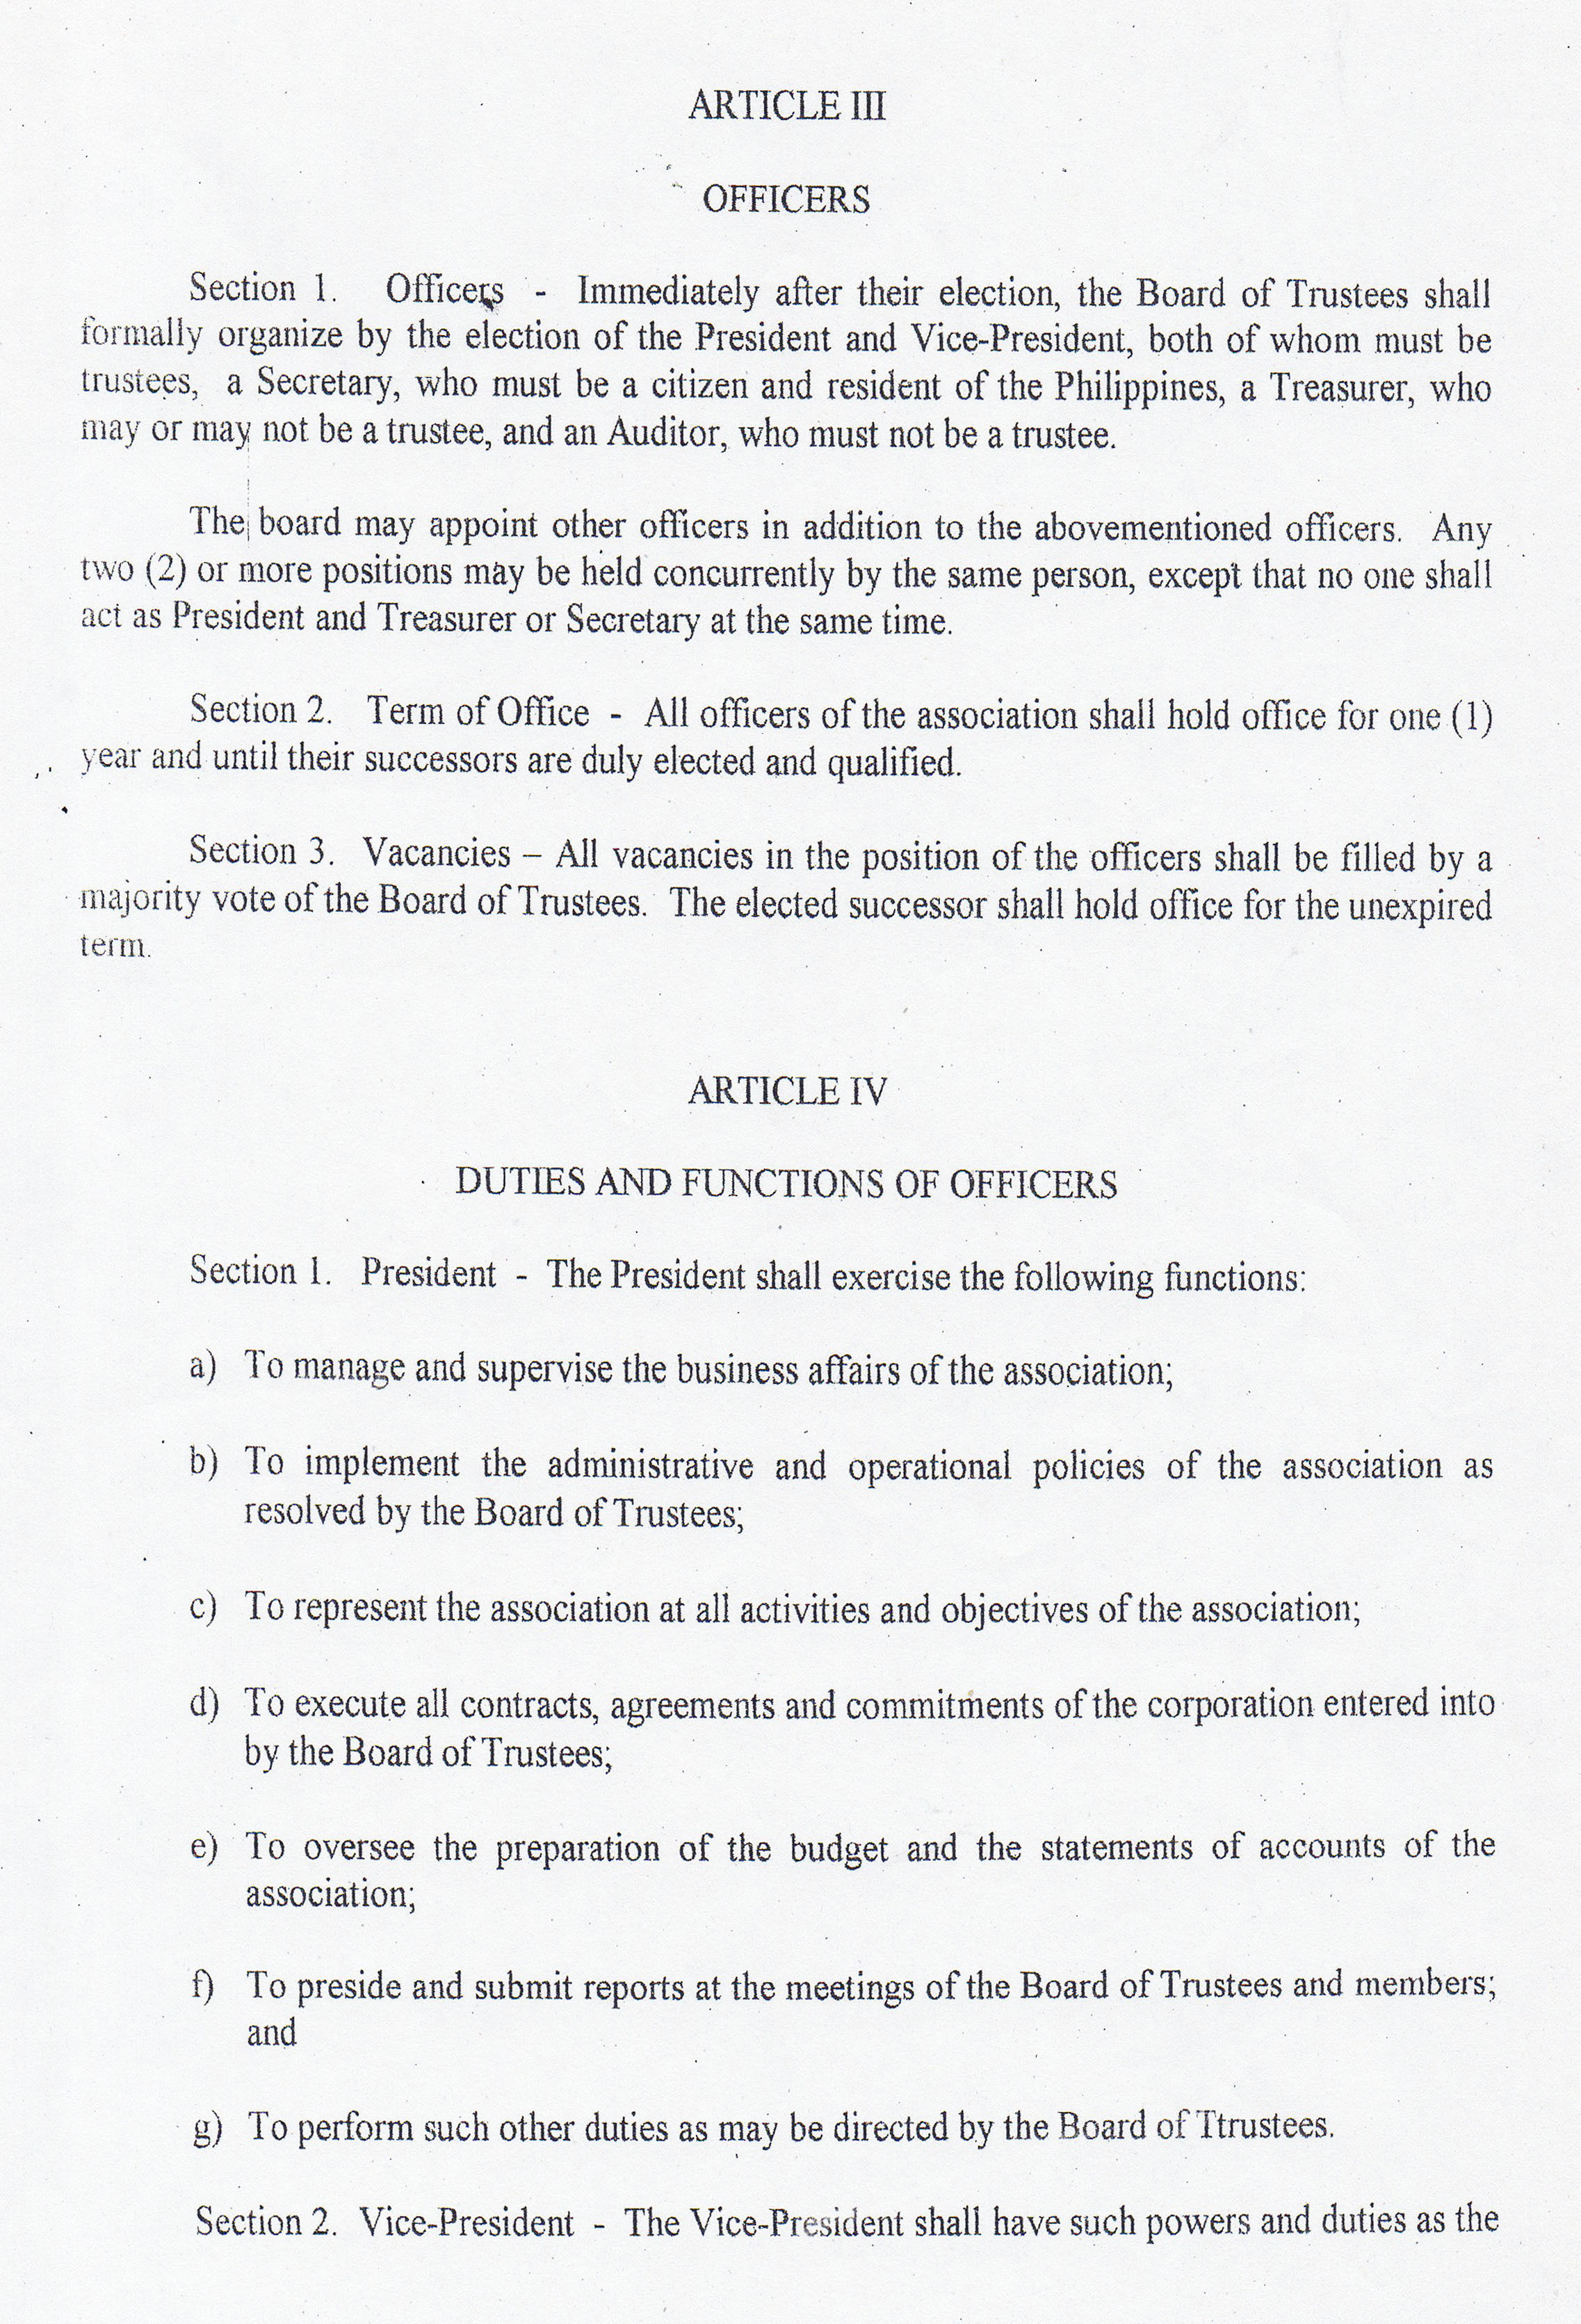 ARTICLE III
OFFICERS
Section 1. Officers - Immediately after their election, the Board of Trustees shall
formally organize by the election of the President and Vice-President, both of whom must be
trustees, a Secretary, who must be a citizen and resident of the Philippines, a Treasurer, who
may or may not be a trustee, and an Auditor, who must not be a trustee.
The board may appoint other officers in addition to the abovementioned officers. Any
two (2) or more positions may be held concurrently by the same person, except that no one shall
act as President and Treasurer or Secretary at the same time.
Section 2. Term of Office - All officers of the association shall hold office for one (1)
year and until their successors are duly elected and qualified.
Section 3. Vacancies – All vacancies in the position of the officers shall be filled by a
majority vote of the Board of Trustees. The elected successor shall hold office for the unexpired
term.
ARTICLE IV
DUTIES AND FUNCTIONS OF OFFICERS
Section 1. President - The President shall exercise the following functions:
a) To manage and supervise the business affairs of the association;
b) To implement the administrative and operational policies of the association as
resolved by the Board of Trustees;
c) To represent the association at all activities and objectives of the association;
d) To execute all contracts, agreements and commitments of the corporation entered into
by the Board of Trustees;
e) To oversee the preparation of the budget and the statements of accounts of the
association;
f) To preside and submit reports at the meetings of the Board of Trustees and members;
and
g) To perform such other duties as may be directed by the Board of Ttrustees.
Section 2. Vice-President - The Vice-President shall have such powers and duties as the